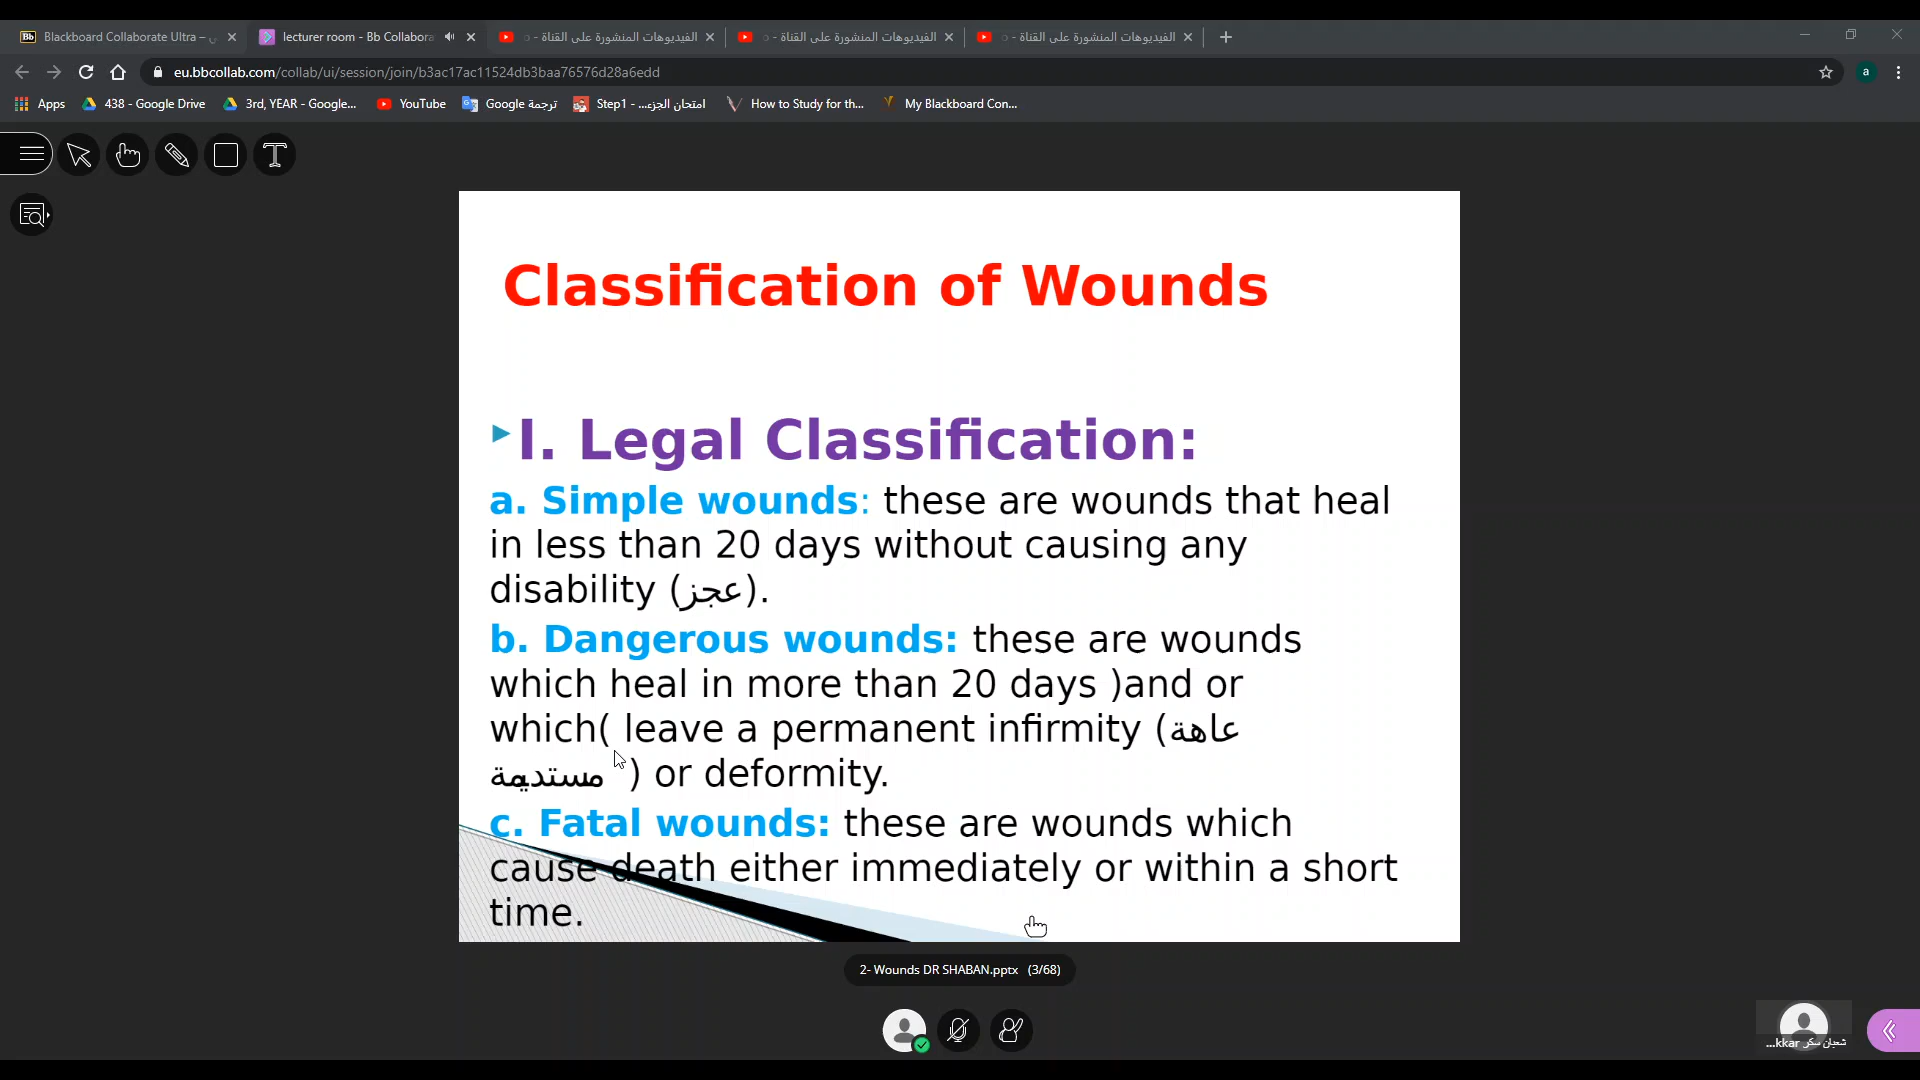 Blackboard Collaborate Ultra –
lecturer room - Bb Collabora
الفيديوهات المنشورة على القناة -
الفيديوهات المنشورة على القناة -
الفيديوهات المنشورة على القناة -
eu.bbcollab.com/collab/ui/session/join/b3ac17ac11524db3baa76576d28a6edd
a
Apps
438 - Google Drive
3rd, YEAR - Google...
YouTube
ترجمة Google
امتحان الجزء... - Step1
How to Study for th...
My Blackboard Con...
Classification of Wounds
I. Legal Classification:
a. Simple wounds: these are wounds that heal
in less than 20 days without causing any
disability (عجز).
b. Dangerous wounds: these are wounds
which heal in more than 20 days )and or
which( leave a permanent infirmity (عاهة
مستديمة ) or deformity.
c. Fatal wounds: these are wounds which
cause death either immediately or within a short
time.
2- Wounds DR SHABAN.pptx (3/68)
شعبان سكر kkar...